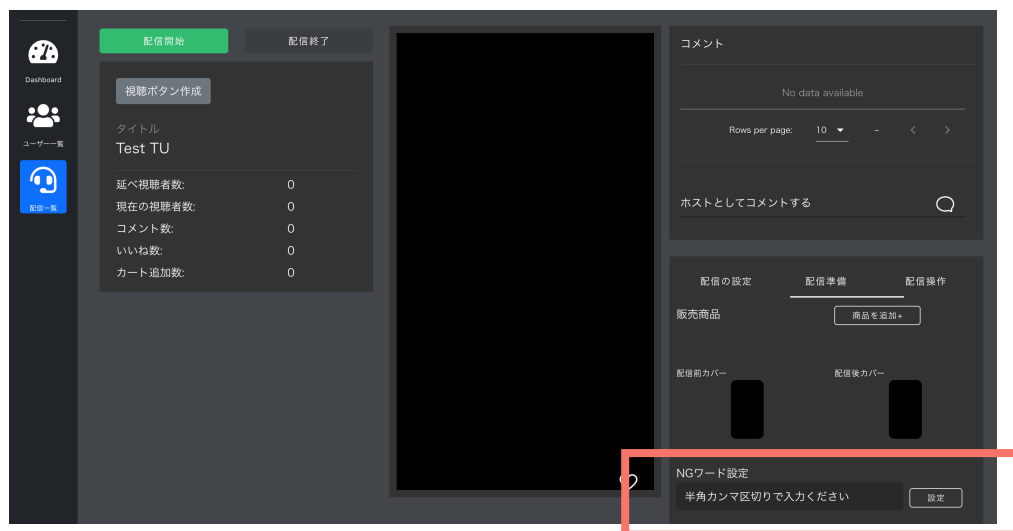 Dashboard
ユーザー一覧
配信一覧
配信開始
配信終了
視聴ボタン作成
タイトル
Test TU
延べ視聴者数: 0
現在の視聴者数: 0
コメント数: 0
いいね数: 0
カート追加数: 0
コメント
No data available
Rows per page: 10 –
ホストとしてコメントする
配信の設定 配信準備 配信操作
販売商品 商品を追加+
配信前カバー 配信後カバー
NGワード設定
半角カンマ区切りで入力ください 設定